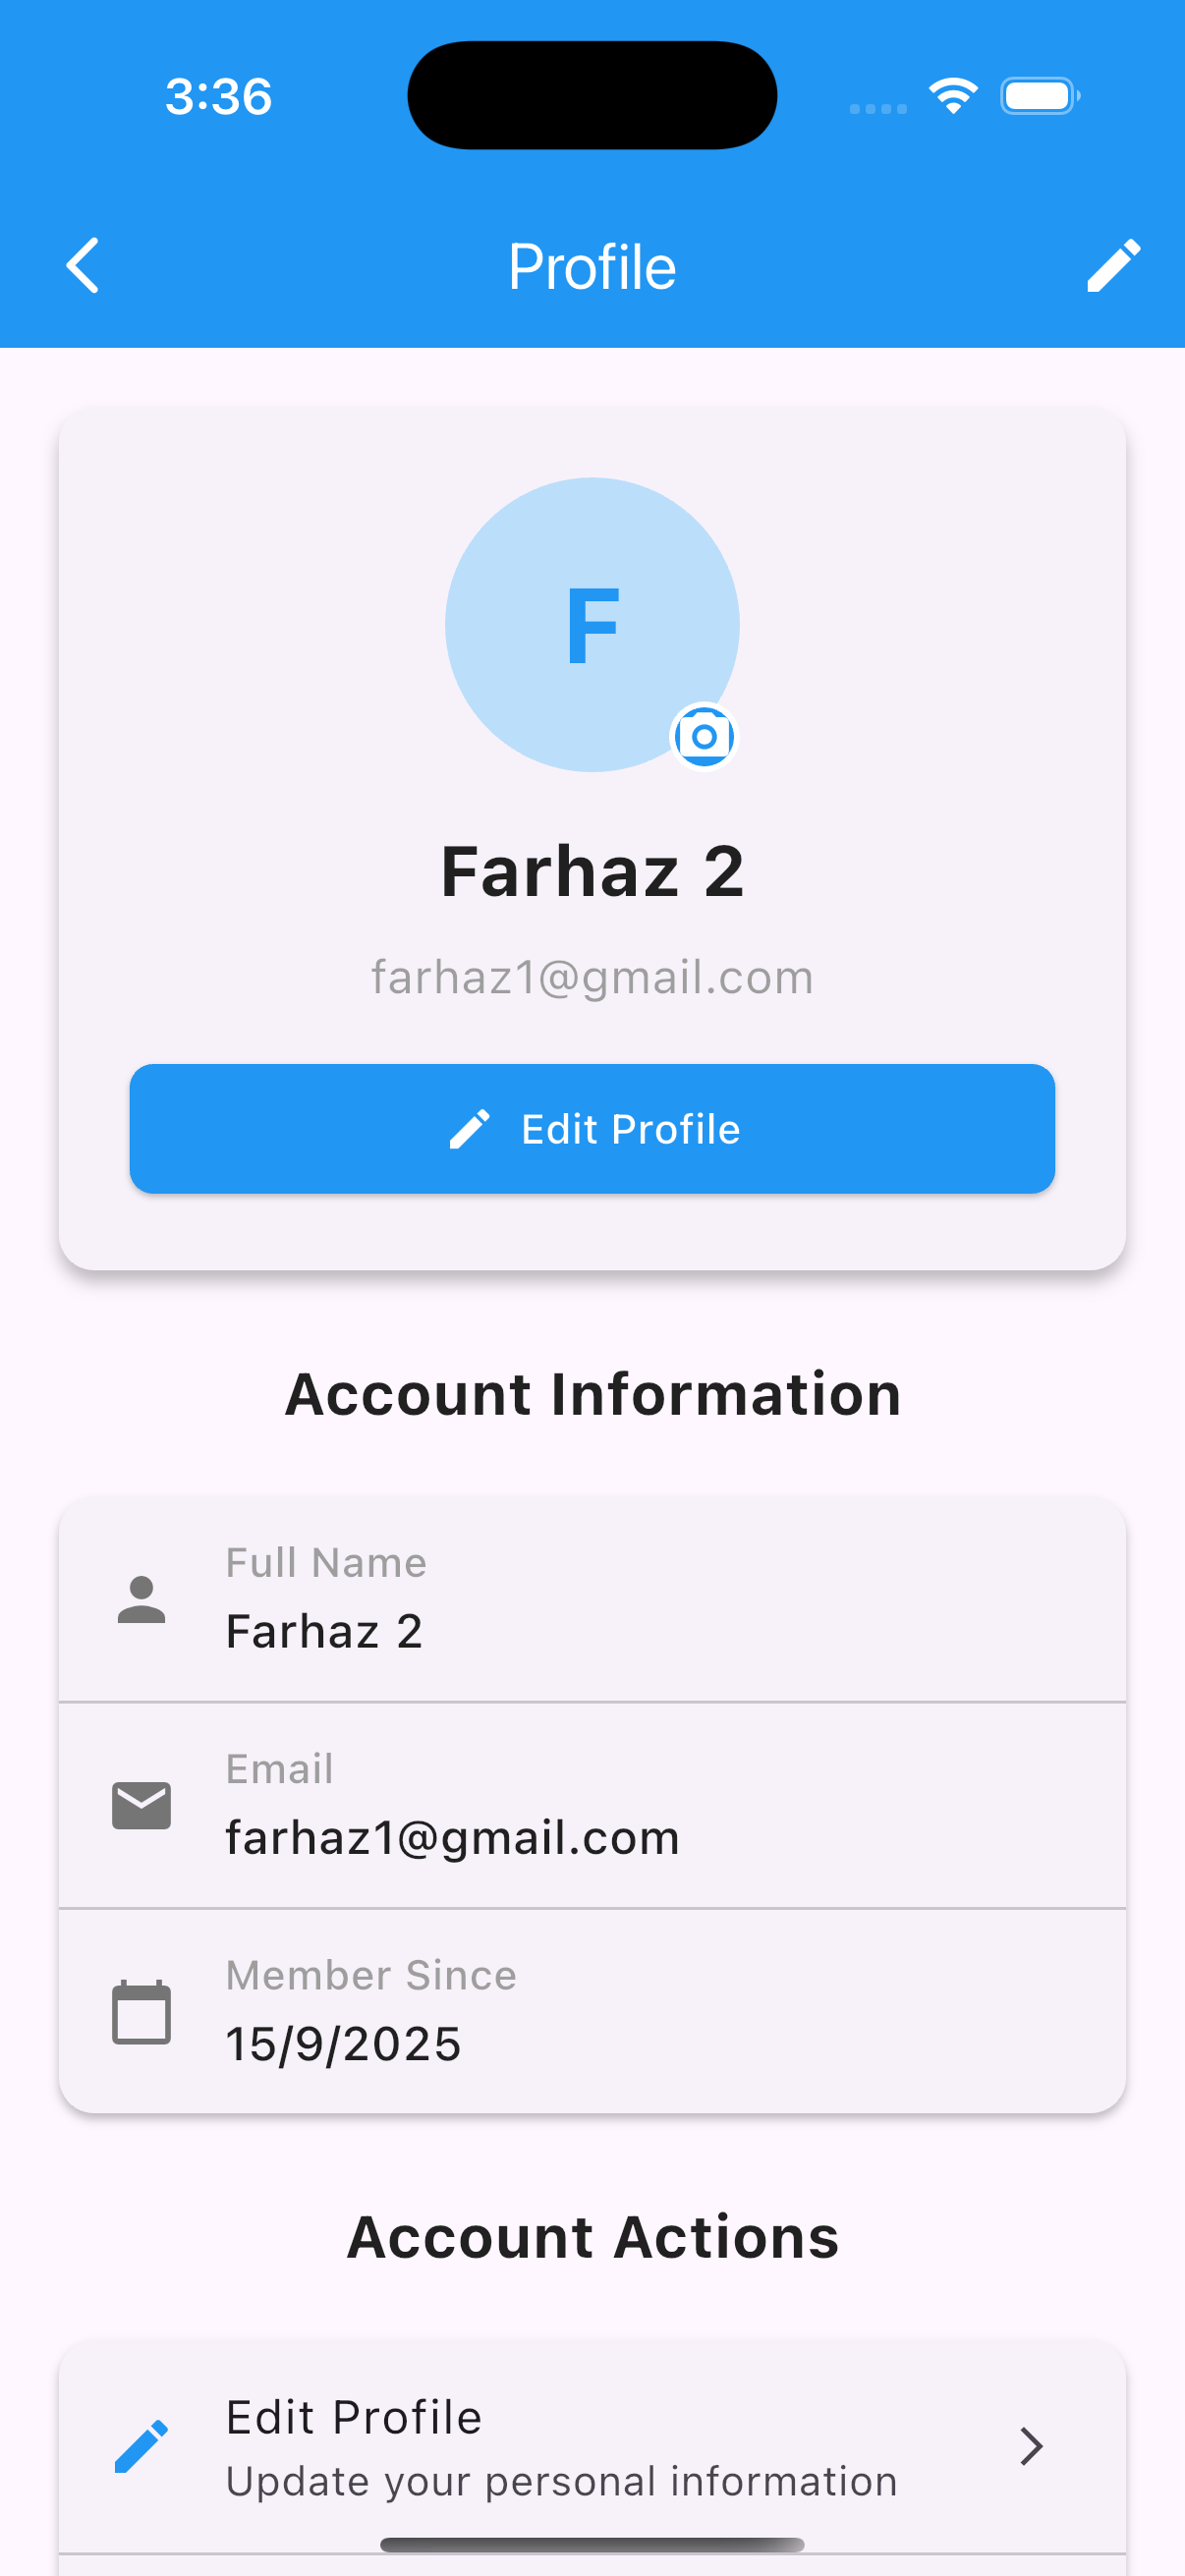 3:36
Profile
F
Farhaz 2
farhaz1@gmail.com
Edit Profile
Account Information
Full Name
Farhaz 2
Email
farhaz1@gmail.com
Member Since
15/9/2025
Account Actions
Edit Profile
Update your personal information